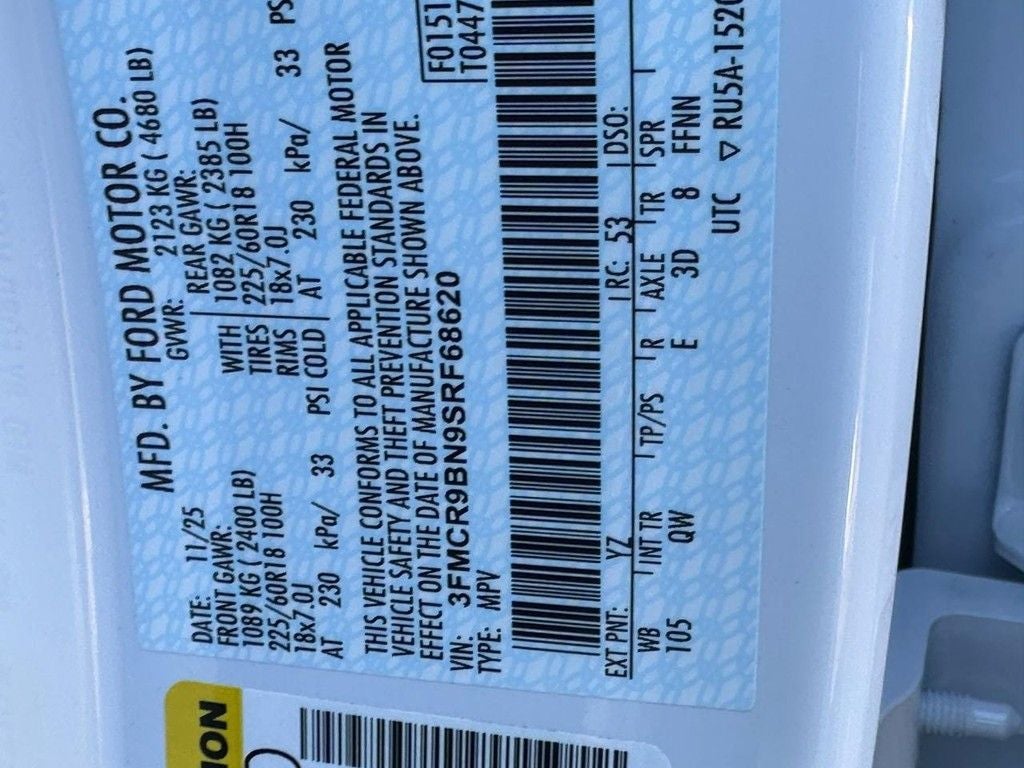 MFD. BY FORD MOTOR CO.
DATE: 11/25 GVWR: 2123 KG ( 4680 LB)
FRONT GAWR: REAR GAWR:
1089 KG ( 2400 LB) WITH 1082 KG ( 2385 LB)
225/60R18 100H TIRES 225/60R18 100H
18x7.0J RIMS 18x7.0J
AT 230 kPa/ 33 PSI COLD AT 230 kPa/ 33 PS
THIS VEHICLE CONFORMS TO ALL APPLICABLE FEDERAL MOTOR
VEHICLE SAFETY AND THEFT PREVENTION STANDARDS IN
EFFECT ON THE DATE OF MANUFACTURE SHOWN ABOVE.
VIN: 3FMCR9BN9SRF68620
TYPE: MPV
F0151
T0447
EXT PNT: YZ RC: 53 DSO:
WB INT TR TP/PS R AXLE TR SPR
105 QW E 3D 8 FFNN
UTC ▽ RU5A-1520
ION